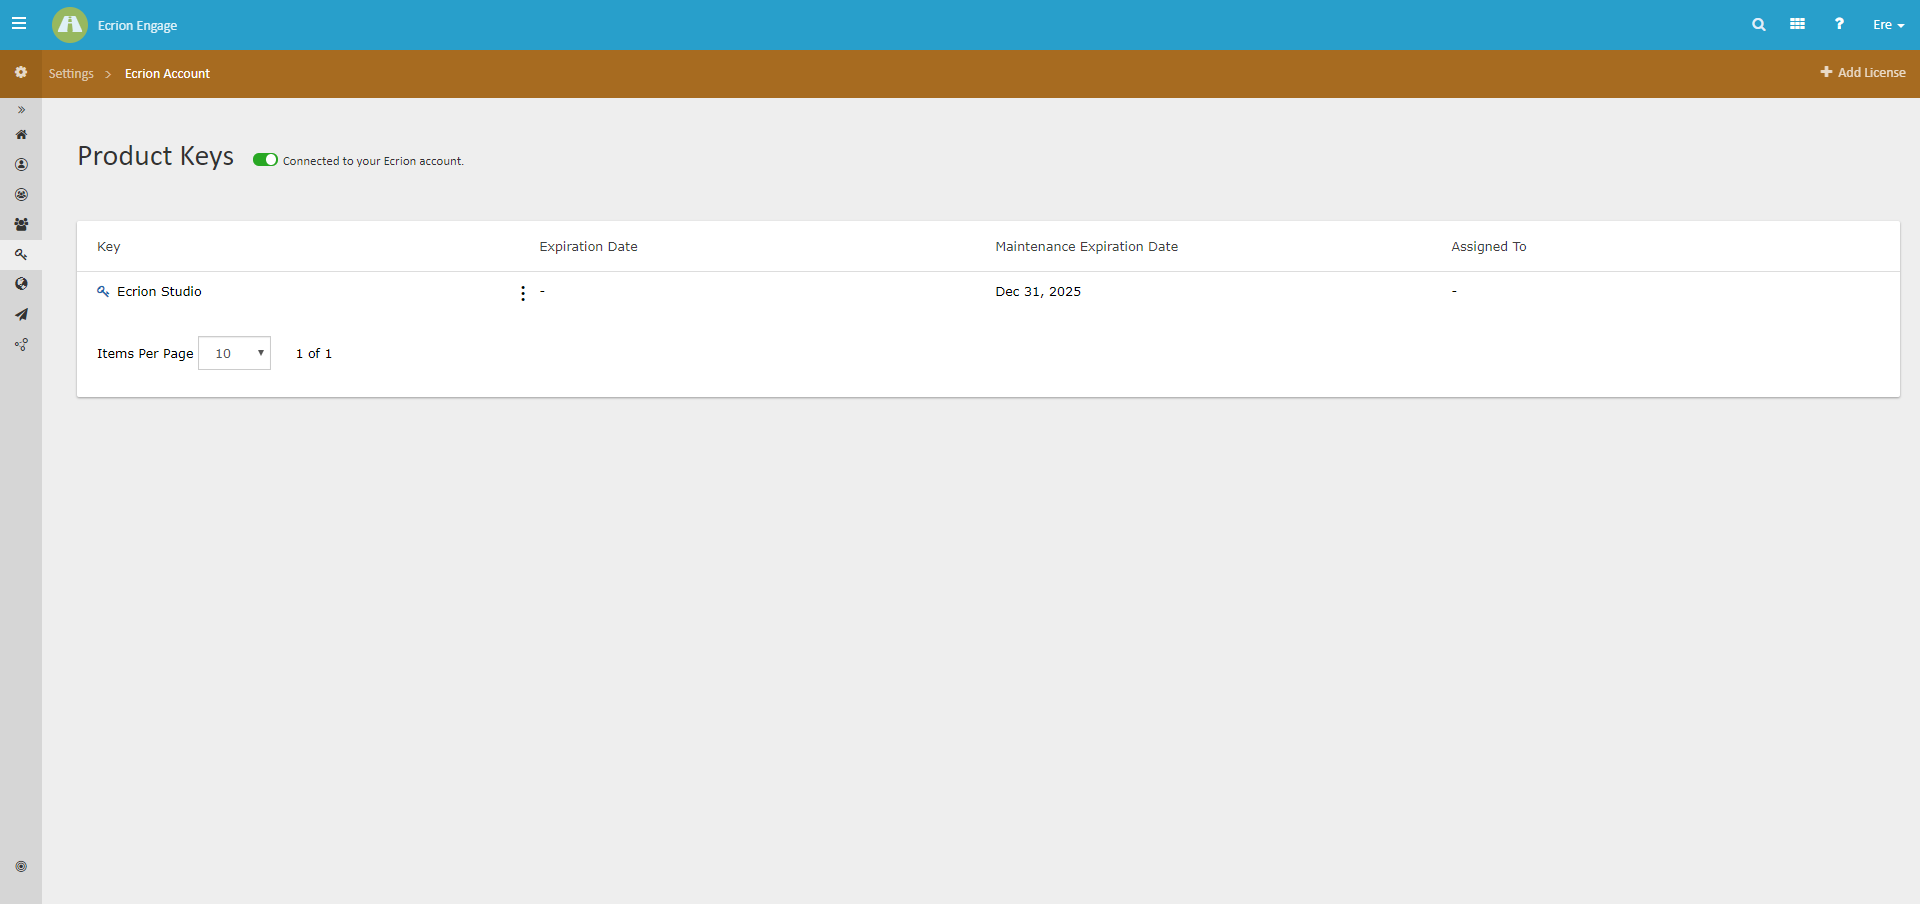 Ecrion Engage
Ere
Settings > Ecrion Account
Add License
Product Keys
Connected to your Ecrion account.
Key Expiration Date Maintenance Expiration Date Assigned To
Ecrion Studio - Dec 31, 2025 -
Items Per Page 10 1 of 1